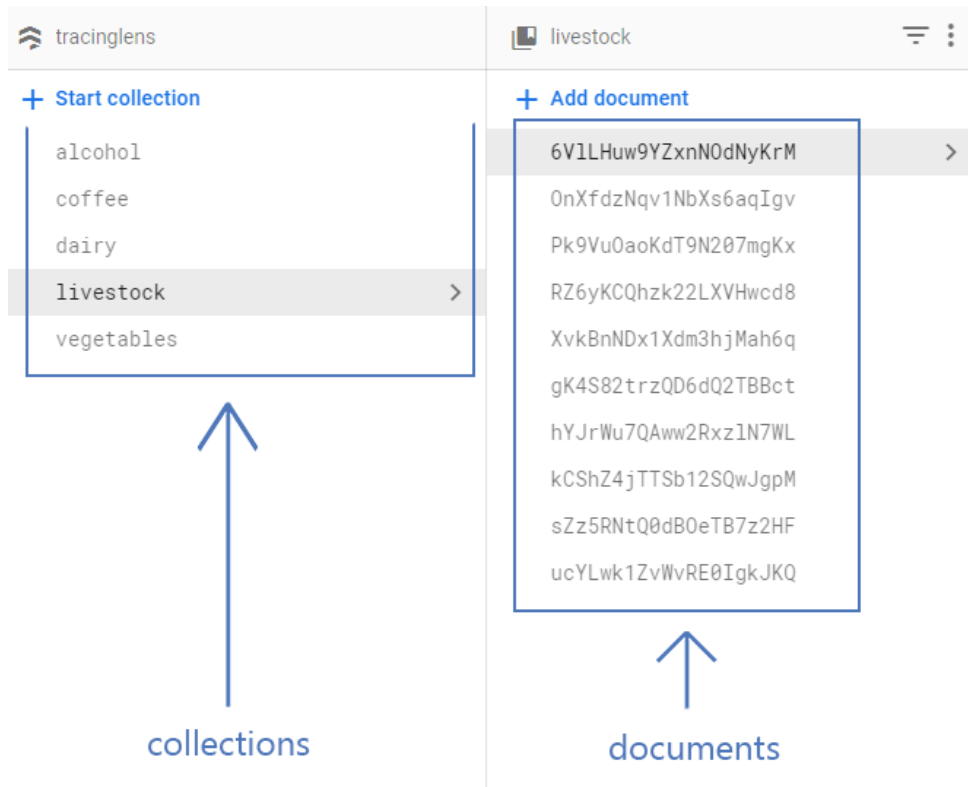 tracinglens
Start collection
alcohol
coffee
dairy
livestock
vegetables
collections
livestock
Add document
6VlLHuw9YZxnNOdNyKrM
OnXfdzNqv1NbXs6aqIgv
Pk9VuOaoKdT9N207mgKx
RZ6yKCQhzk22LXVHwcd8
XvkBnNDx1Xdm3hjMah6q
gK4S82trzQD6dQ2TBBct
hYJrWu7QAww2RxzlN7WL
kCShZ4jTTSb12SQwJgpM
sZz5RNtQ0dBOeTB7z2HF
ucYLwk1ZvWvRE0IgkJKQ
documents